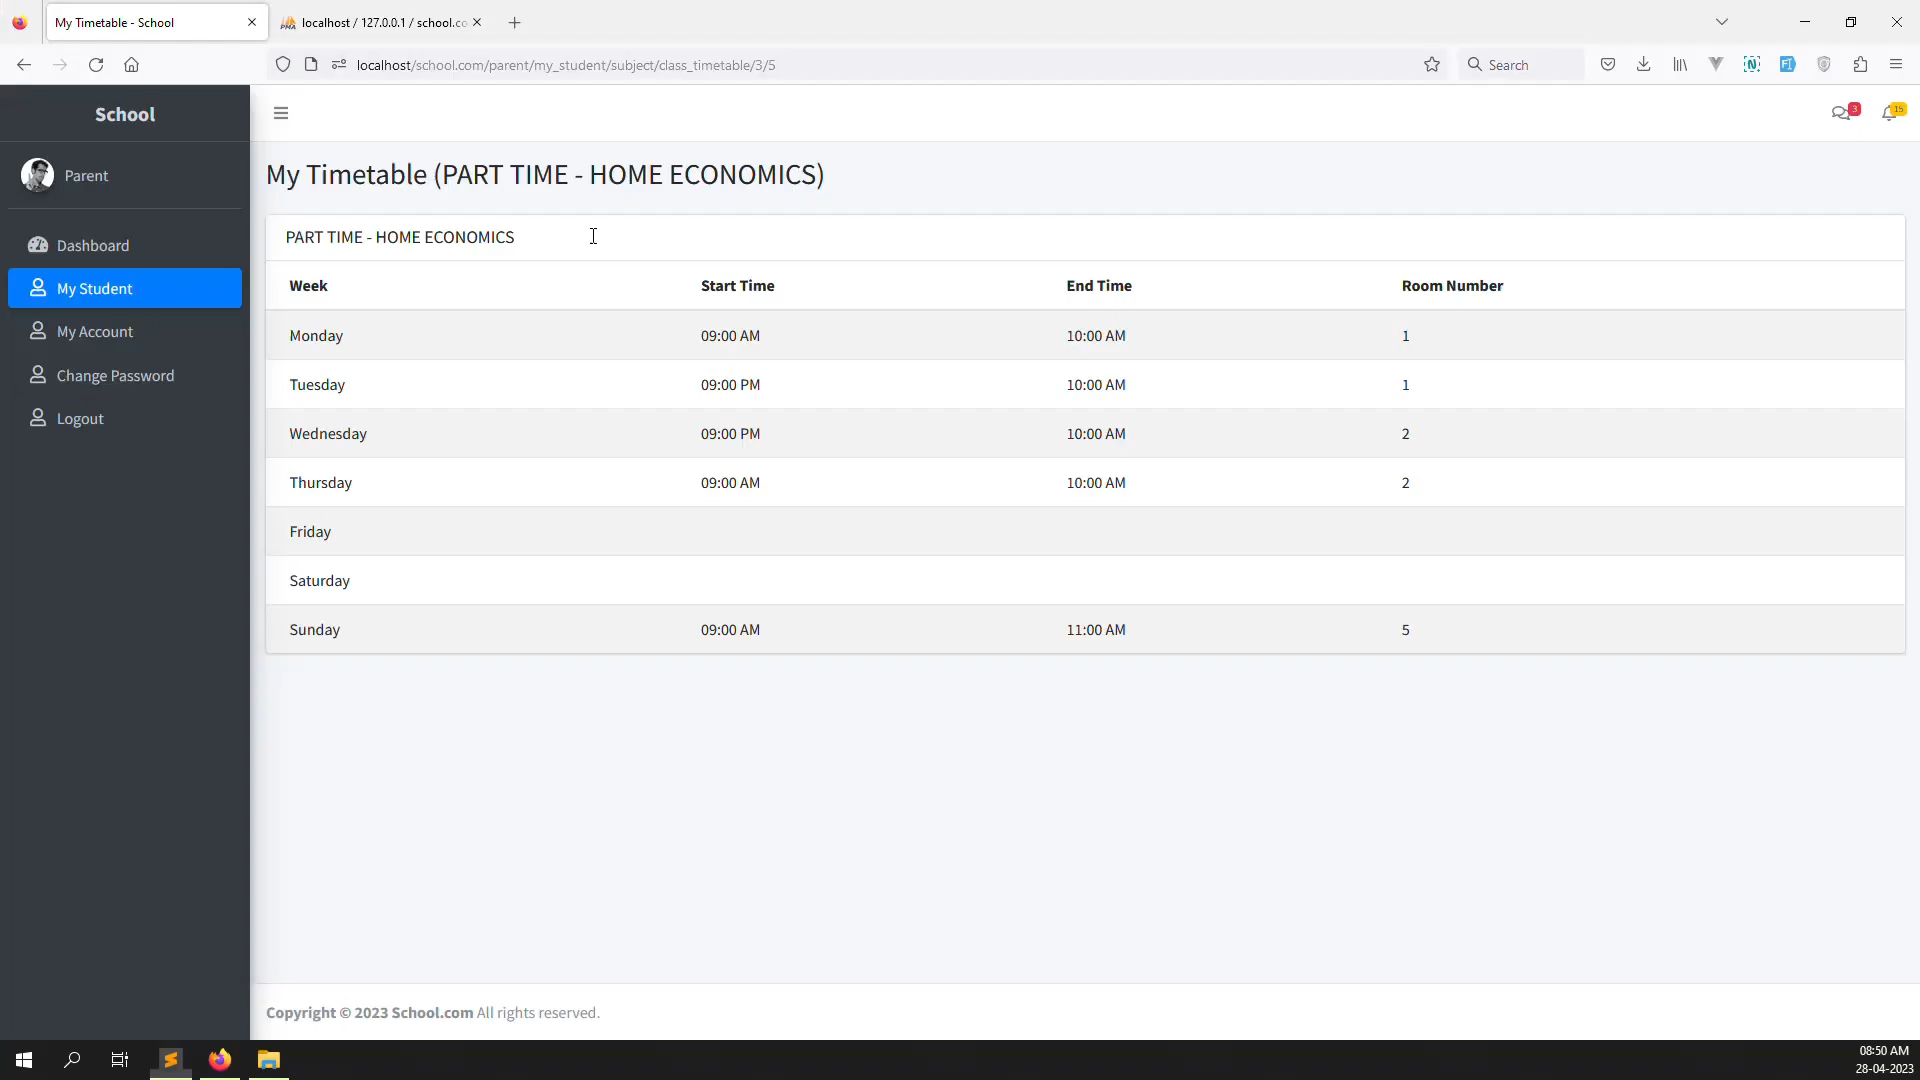 My Timetable - School
localhost / 127.0.0.1 / school.co
localhost/school.com/parent/my_student/subject/class_timetable/3/5
Search
School
3
15
Parent
Dashboard
My Student
My Account
Change Password
Logout
My Timetable (PART TIME - HOME ECONOMICS)
PART TIME - HOME ECONOMICS
Week Start Time End Time Room Number
Monday 09:00 AM 10:00 AM 1
Tuesday 09:00 PM 10:00 AM 1
Wednesday 09:00 PM 10:00 AM 2
Thursday 09:00 AM 10:00 AM 2
Friday
Saturday
Sunday 09:00 AM 11:00 AM 5
Copyright © 2023 School.com All rights reserved.
08:50 AM
28-04-2023